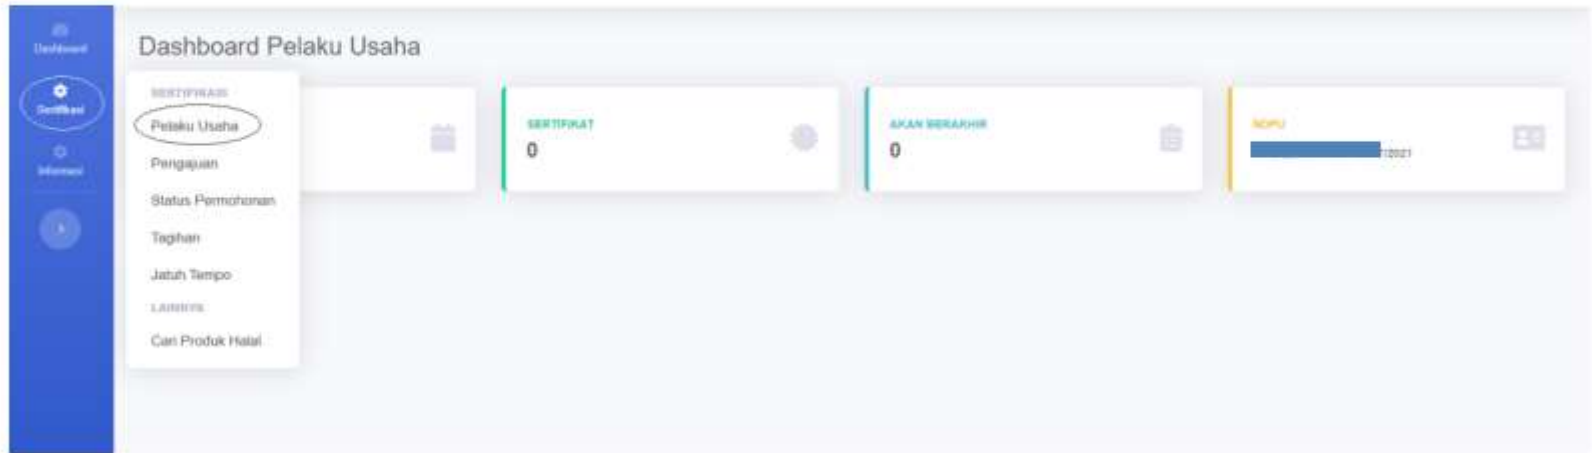 Dashboard
Sertifikasi
Informasi
Dashboard Pelaku Usaha
SERTIFIKASI
Pelaku Usaha
Pengajuan
Status Permohonan
Tagihan
Jatuh Tempo
LAINNYA
Cari Produk Halal
SERTIFIKAT
0
AKAN BERAKHIR
0
/2021